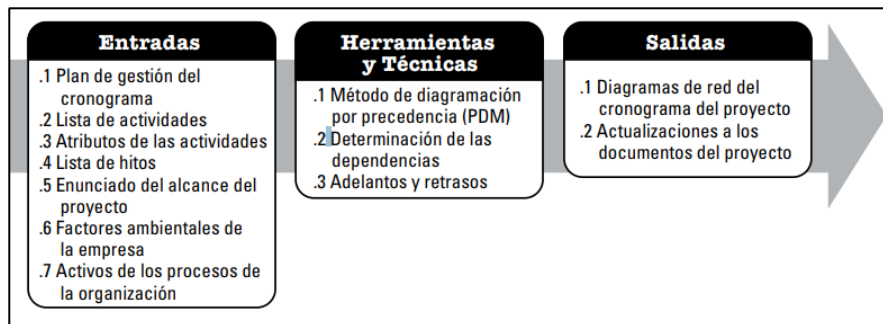 Entradas
.1 Plan de gestión del
cronograma
.2 Lista de actividades
.3 Atributos de las actividades
.4 Lista de hitos
.5 Enunciado del alcance del
proyecto
.6 Factores ambientales de
la empresa
.7 Activos de los procesos de
la organización
Herramientas
y Técnicas
.1 Método de diagramación
por precedencia (PDM)
.2 Determinación de las
dependencias
.3 Adelantos y retrasos
Salidas
.1 Diagramas de red del
cronograma del proyecto
.2 Actualizaciones a los
documentos del proyecto